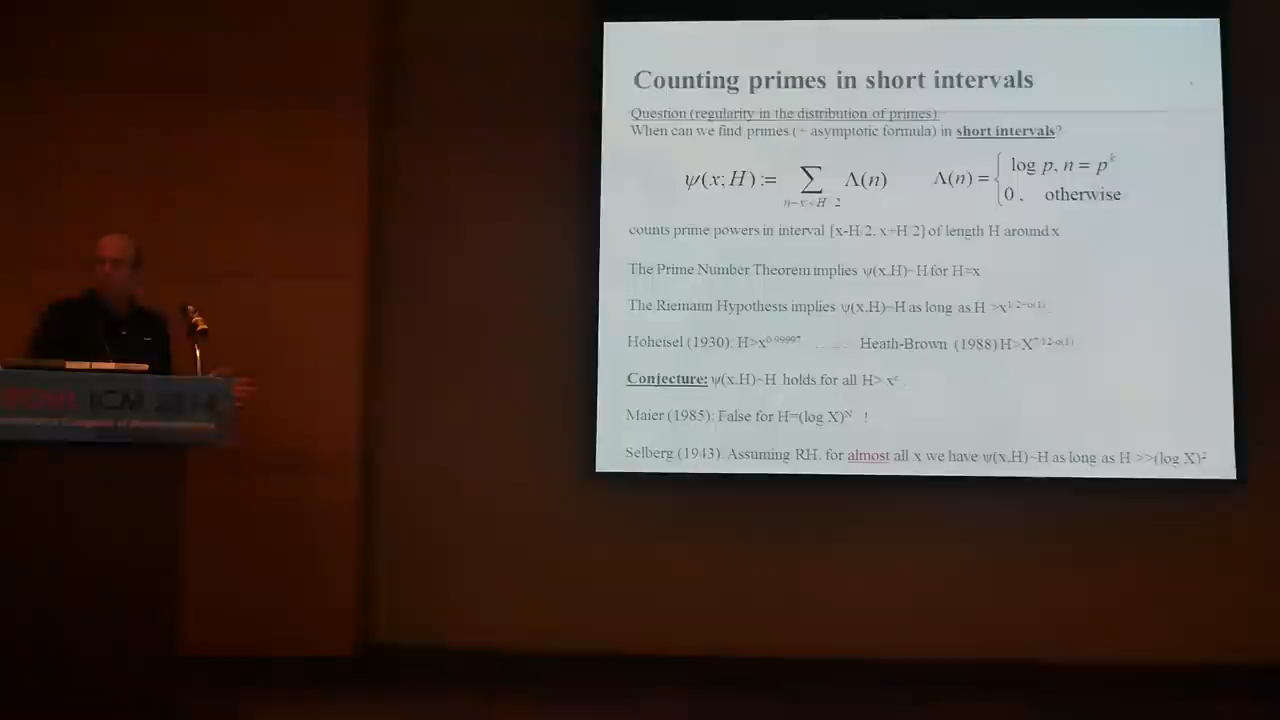 Counting primes in short intervals
Question (regularity in the distribution of primes):
When can we find primes (+ asymptotic formula) in short intervals?
ψ(x;H) := ∑ Λ(n)    Λ(n) = { log p, n = p^k
0, otherwise
counts prime powers in interval [x-H/2, x+H/2] of length H around x
The Prime Number Theorem implies ψ(x,H)~H for H=x
The Riemann Hypothesis implies ψ(x,H)~H as long as H >x^1/2+o(1)
Hoheisel (1930): H>x^0.99997 ...... Heath-Brown (1988) H>X^7/12-o(1)
Conjecture: ψ(x,H)~H holds for all H> x^ε
Maier (1985): False for H=(log X)^N !
Selberg (1943): Assuming RH, for almost all x we have ψ(x,H)~H as long as H >>(log X)^2
ICM 2014